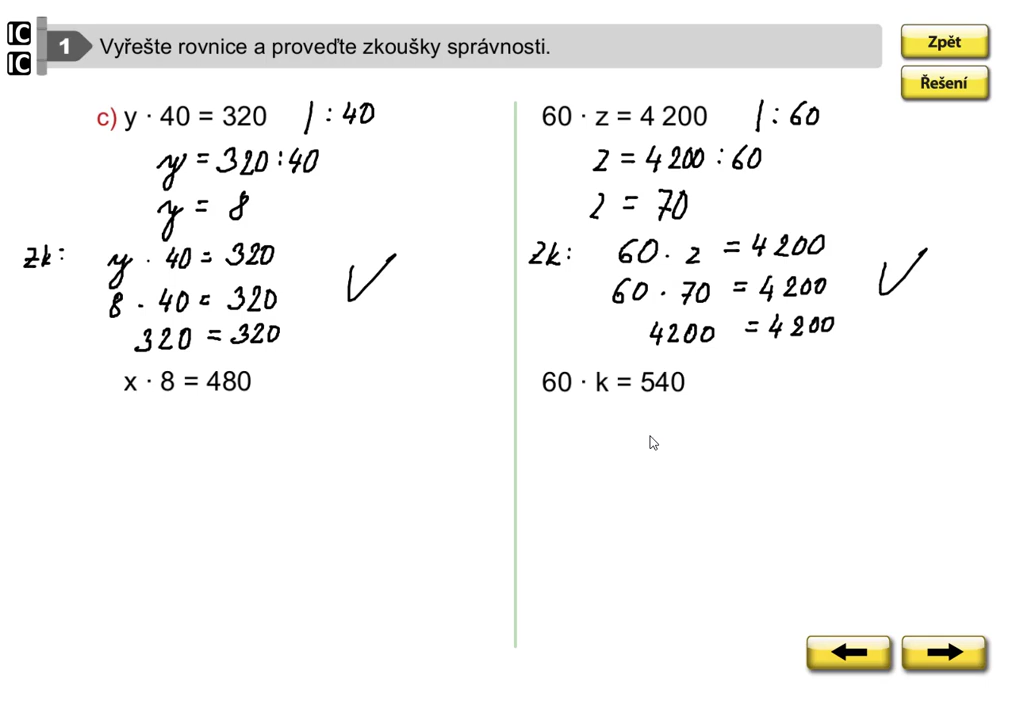 IC
IC
1 Vyřešte rovnice a proveďte zkoušky správnosti.
Zpět
Řešení
c) y · 40 = 320 | : 40
y = 320 : 40
y = 8
Zk: y · 40 = 320
8 · 40 = 320
320 = 320
x · 8 = 480
60 · z = 4 200 | : 60
z = 4 200 : 60
z = 70
Zk: 60 · z = 4 200
60 · 70 = 4 200
4200 = 4 200
60 · k = 540